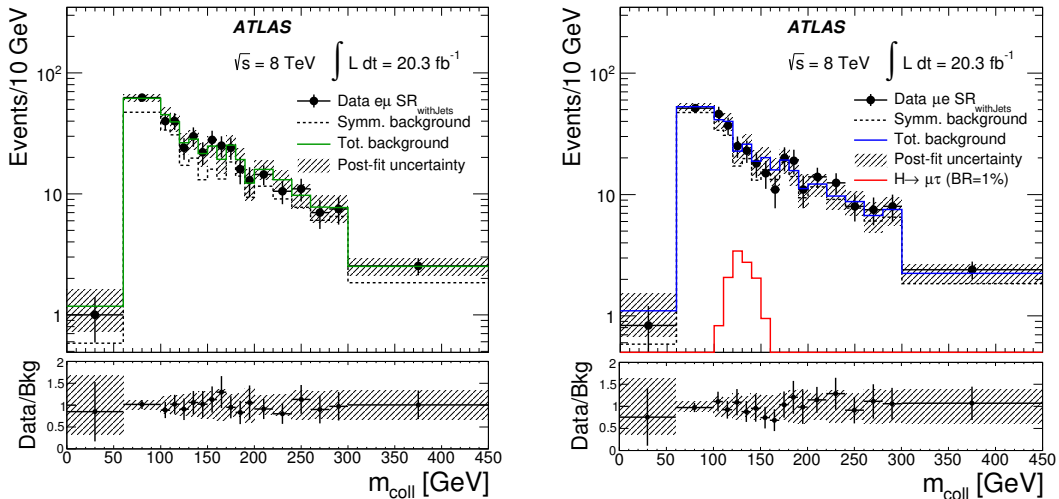 ATLAS
√s = 8 TeV ∫ L dt = 20.3 fb⁻¹
Data eμ SR withJets
Symm. background
Tot. background
Post-fit uncertainty
Events/10 GeV
10²
10
1
Data/Bkg
2
1.5
1
0.5
0
0 50 100 150 200 250 300 350 400 450
m_coll [GeV]
ATLAS
√s = 8 TeV ∫ L dt = 20.3 fb⁻¹
Data μe SR withJets
Symm. background
Tot. background
Post-fit uncertainty
H→ μτ (BR=1%)
Events/10 GeV
10²
10
1
Data/Bkg
2
1.5
1
0.5
0
0 50 100 150 200 250 300 350 400 450
m_coll [GeV]